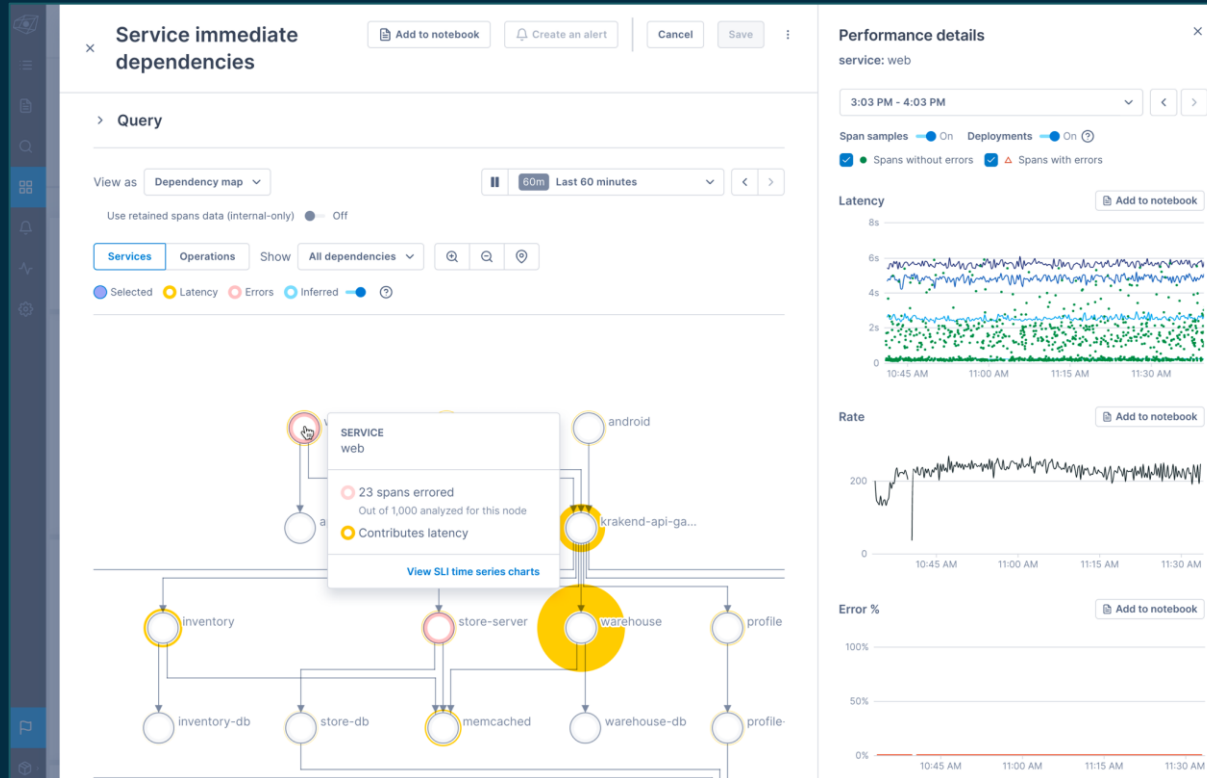 Service immediate
dependencies
Add to notebook
Create an alert
Cancel
Save
Query
View as
Dependency map
60m Last 60 minutes
Use retained spans data (internal-only) Off
Services
Operations
Show
All dependencies
Selected
Latency
Errors
Inferred
android
SERVICE
web
23 spans errored
Out of 1,000 analyzed for this node
Contributes latency
View SLI time series charts
krakend-api-ga...
inventory
store-server
warehouse
profile
inventory-db
store-db
memcached
warehouse-db
profile-
Performance details
service: web
3:03 PM - 4:03 PM
Span samples On Deployments On
Spans without errors Spans with errors
Latency
Add to notebook
8s
6s
4s
2s
0
10:45 AM 11:00 AM 11:15 AM 11:30 AM
Rate
Add to notebook
200
0
10:45 AM 11:00 AM 11:15 AM 11:30 AM
Error %
Add to notebook
100%
50%
0%
10:45 AM 11:00 AM 11:15 AM 11:30 AM